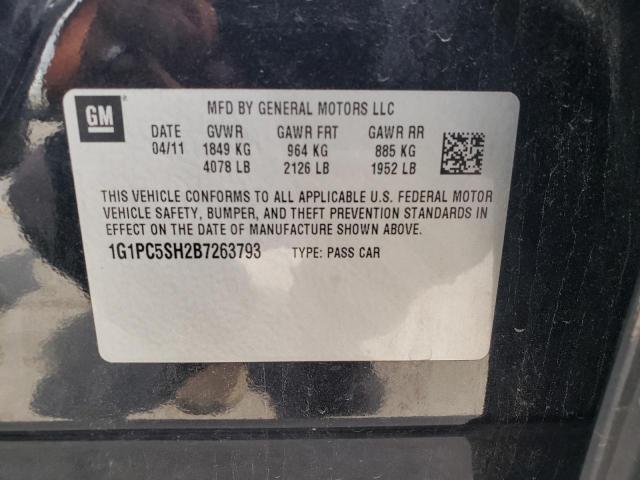 GM
MFD BY GENERAL MOTORS LLC
DATE GVWR GAWR FRT GAWR RR
04/11 1849 KG 964 KG 885 KG
4078 LB 2126 LB 1952 LB
THIS VEHICLE CONFORMS TO ALL APPLICABLE U.S. FEDERAL MOTOR
VEHICLE SAFETY, BUMPER, AND THEFT PREVENTION STANDARDS IN
EFFECT ON THE DATE OF MANUFACTURE SHOWN ABOVE.
1G1PC5SH2B7263793 TYPE: PASS CAR